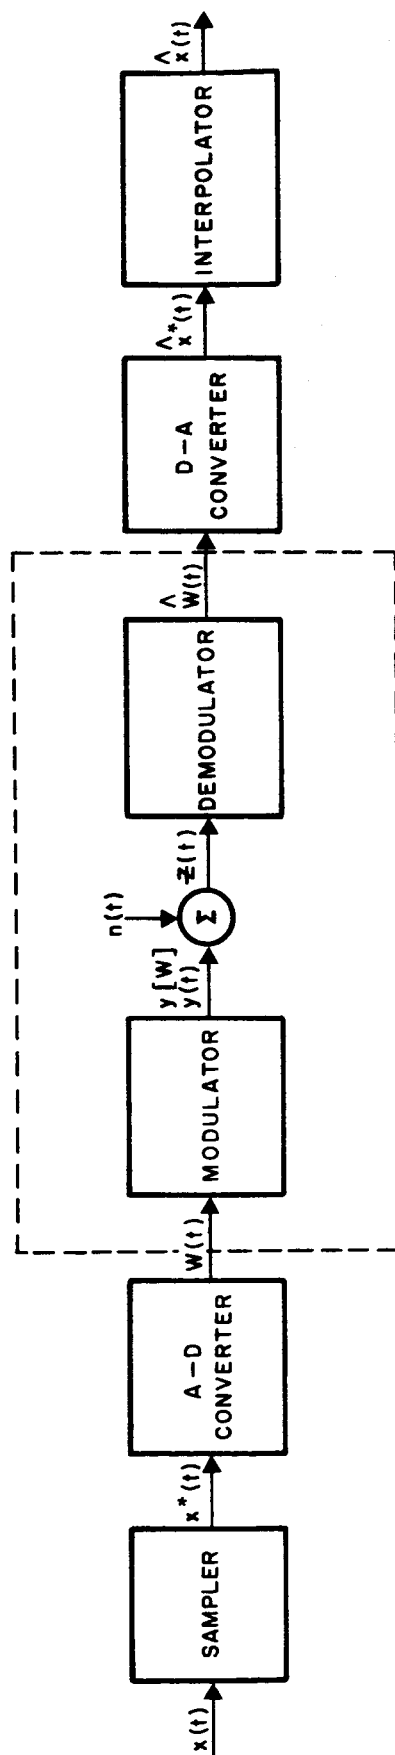 x(t)
SAMPLER
x*(t)
A-D
CONVERTER
W(t)
MODULATOR
y[W]
y(t)
n(t)
Σ
Z(t)
DEMODULATOR
Ŵ(t)
D-A
CONVERTER
x̂*(t)
INTERPOLATOR
x̂(t)